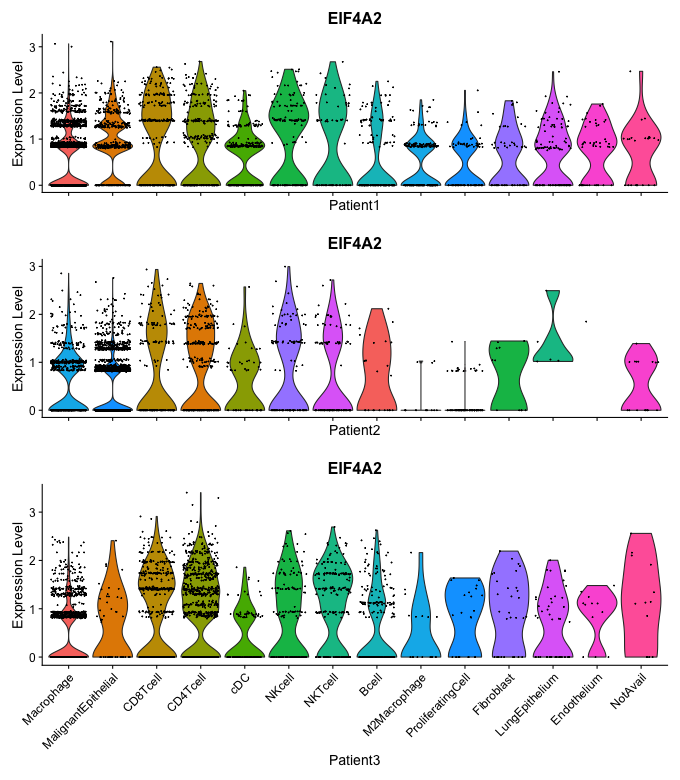 EIF4A2
Expression Level
3
2
1
0
Patient1
EIF4A2
Expression Level
3
2
1
0
Patient2
EIF4A2
Expression Level
3
2
1
0
Macrophage
MalignantEpithelial
CD8Tcell
CD4Tcell
cDC
NKcell
NKTcell
Bcell
M2Macrophage
ProliferatingCell
Fibroblast
LungEpithelium
Endothelium
NotAvail
Patient3